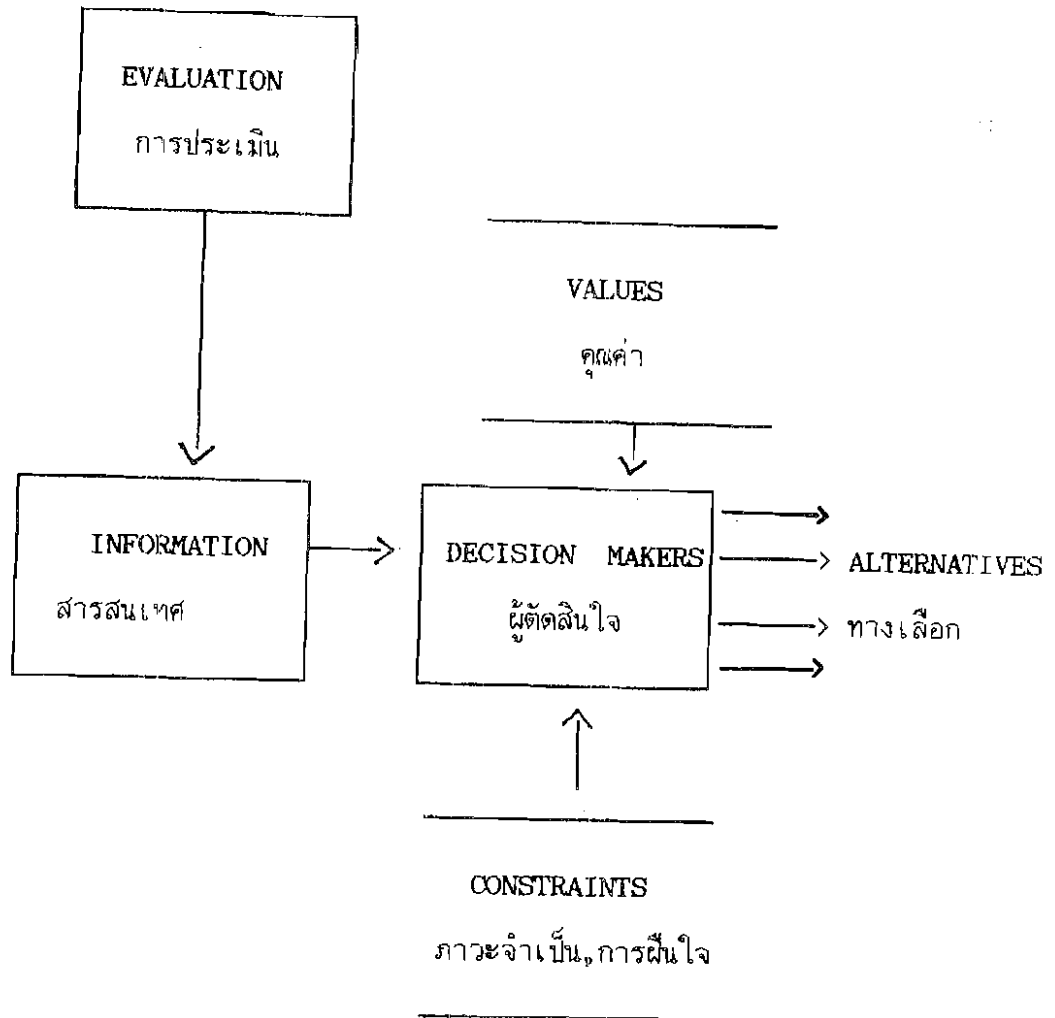 EVALUATION
การประเมิน
VALUES
คุณค่า
INFORMATION
สารสนเทศ
DECISION MAKERS
ผู้ตัดสินใจ
ALTERNATIVES
ทางเลือก
CONSTRAINTS
ภาวะจำเป็น,การฝืนใจ